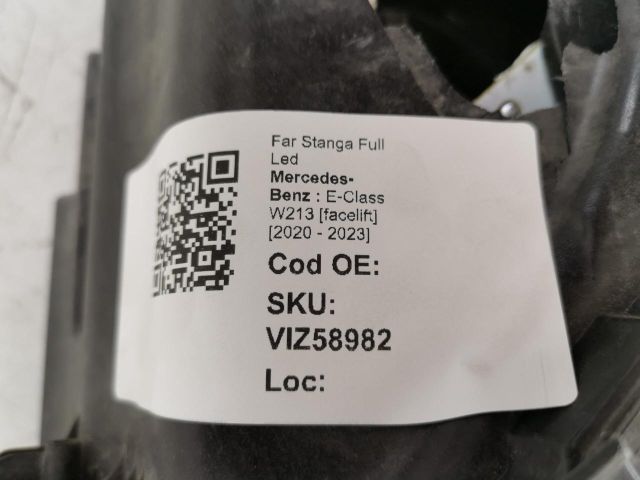 Far Stanga Full
Led
Mercedes-
Benz : E-Class
W213 [facelift]
[2020 - 2023]
Cod OE:
SKU:
VIZ58982
Loc: